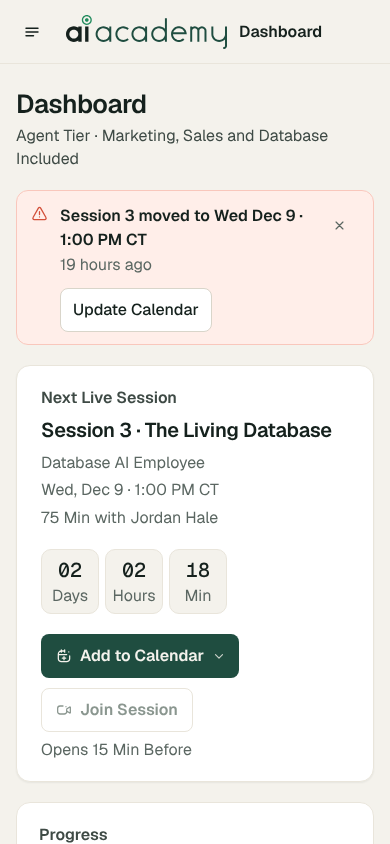 ai academy Dashboard
Dashboard
Agent Tier · Marketing, Sales and Database
Included
Session 3 moved to Wed Dec 9 ·
1:00 PM CT
19 hours ago
Update Calendar
Next Live Session
Session 3 · The Living Database
Database AI Employee
Wed, Dec 9 · 1:00 PM CT
75 Min with Jordan Hale
02 02 18
Days Hours Min
Add to Calendar
Join Session
Opens 15 Min Before
Progress